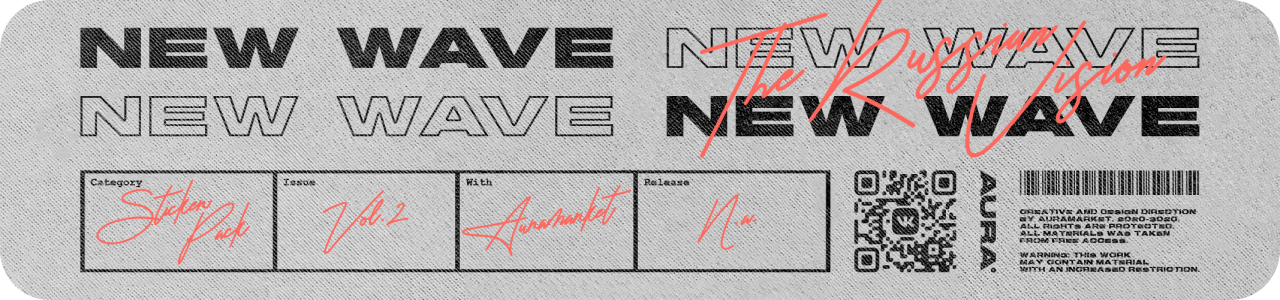 NEW WAVE
NEW WAVE
NEW WAVE
NEW WAVE
The Russian Vision
Category
Sticker Pack
Issue
Vol. 2
With
Auramarket
Release
N.a.
AURA
CREATIVE AND DESIGN DIRECTION
BY AURAMARKET. 2020-3020.
ALL RIGHTS ARE PROTECTED.
ALL MATERIALS WAS TAKEN
FROM FREE ACCESS.
WARNING: THIS WORK
MAY CONTAIN MATERIAL
WITH AN INCREASED RESTRICTION.